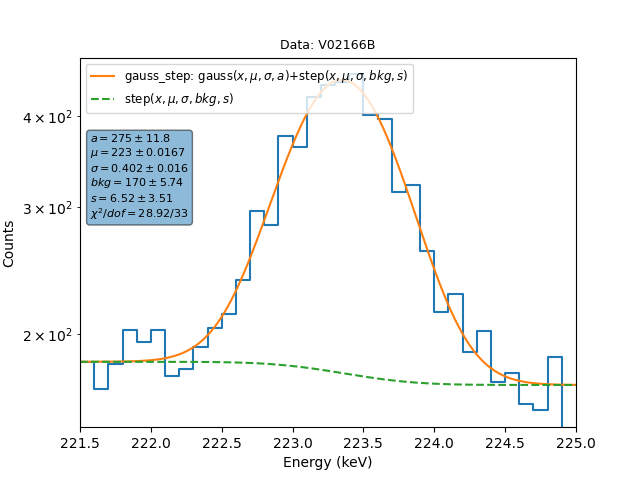 Data: V02166B
gauss_step: gauss(x, μ, σ, a)+step(x, μ, σ, bkg, s)
step(x, μ, σ, bkg, s)
a = 275 ± 11.8
μ = 223 ± 0.0167
σ = 0.402 ± 0.016
bkg = 170 ± 5.74
s = 6.52 ± 3.51
χ²/dof = 28.92/33
4 × 10²
3 × 10²
2 × 10²
Counts
221.5 222.0 222.5 223.0 223.5 224.0 224.5 225.0
Energy (keV)